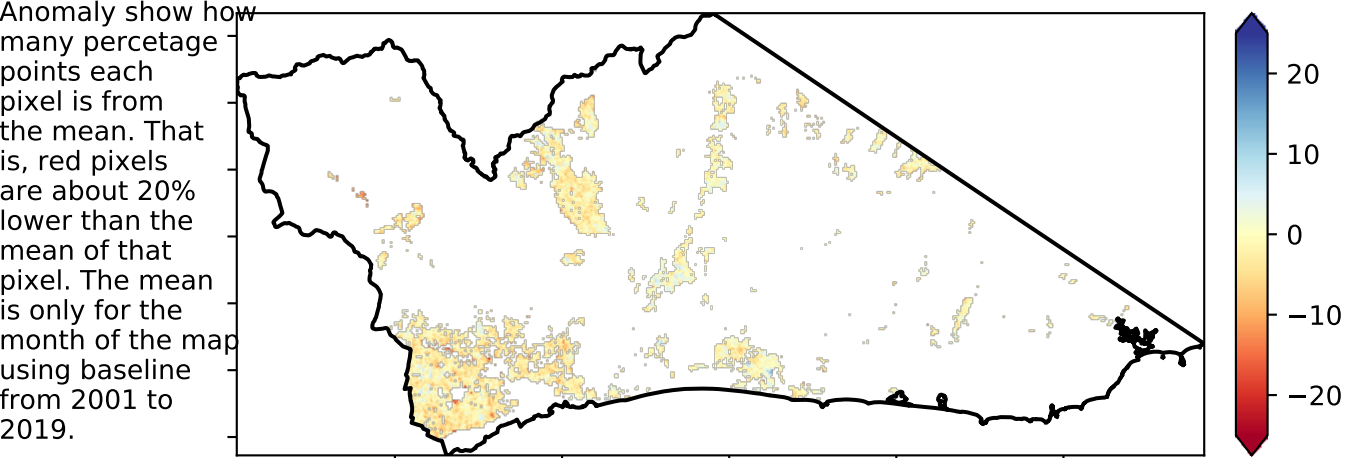 Anomaly show how
many percetage
points each
pixel is from
the mean. That
is, red pixels
are about 20%
lower than the
mean of that
pixel. The mean
is only for the
month of the map
using baseline
from 2001 to
2019.
20
10
0
−10
−20